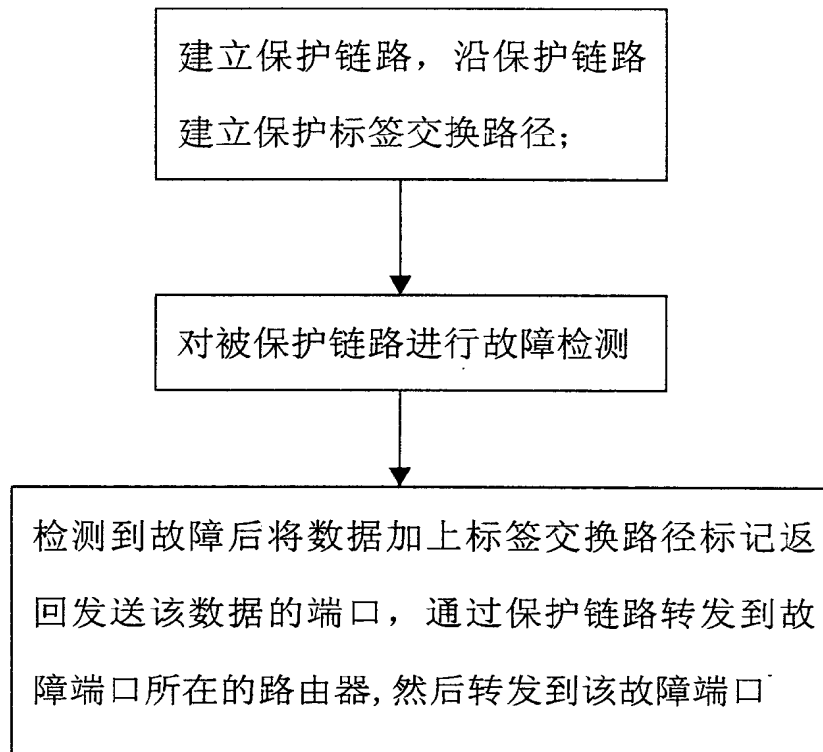 建立保护链路，沿保护链路
建立保护标签交换路径；
对被保护链路进行故障检测
检测到故障后将数据加上标签交换路径标记返
回发送该数据的端口，通过保护链路转发到故
障端口所在的路由器,然后转发到该故障端口